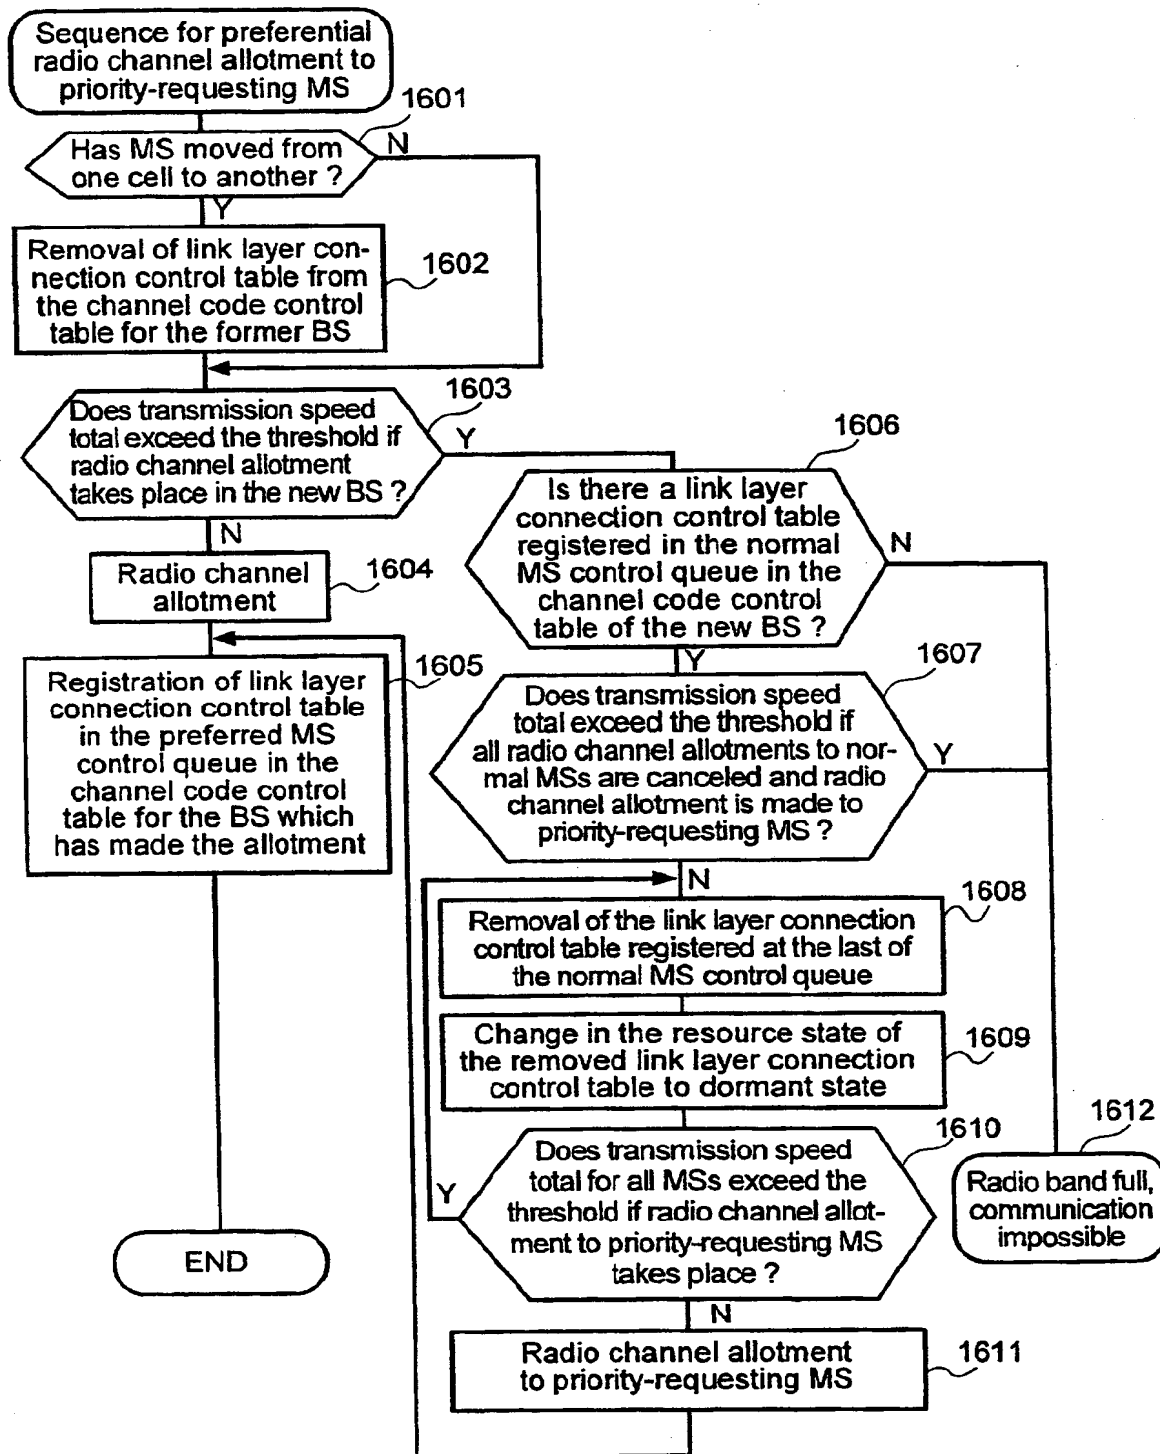 Sequence for preferential
radio channel allotment to
priority-requesting MS
1601
Has MS moved from
one cell to another ?
N
Y
Removal of link layer con-
nection control table from
the channel code control
table for the former BS
1602
1603
Does transmission speed
total exceed the threshold if
radio channel allotment
takes place in the new BS ?
Y
N
Radio channel
allotment
1604
1605
Registration of link layer
connection control table
in the preferred MS
control queue in the
channel code control
table for the BS which
has made the allotment
END
1606
Is there a link layer
connection control table
registered in the normal
MS control queue in the
channel code control
table of the new BS ?
N
Y
1607
Does transmission speed
total exceed the threshold if
all radio channel allotments to nor-
mal MSs are canceled and radio
channel allotment is made to
priority-requesting MS ?
Y
N
1608
Removal of the link layer connection
control table registered at the last of
the normal MS control queue
Change in the resource state of
the removed link layer connection
control table to dormant state
1609
1610
Does transmission speed
total for all MSs exceed the
threshold if radio channel allot-
ment to priority-requesting MS
takes place ?
Y
N
Radio channel allotment
to priority-requesting MS
1611
1612
Radio band full,
communication
impossible